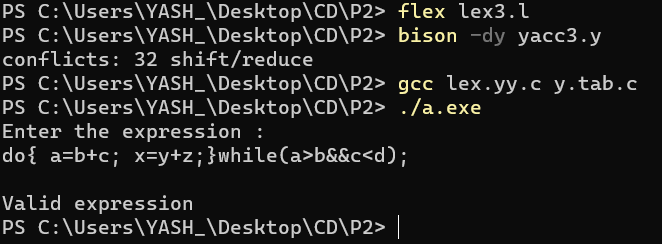 PS C:\Users\YASH_\Desktop\CD\P2> flex lex3.l
PS C:\Users\YASH_\Desktop\CD\P2> bison -dy yacc3.y
conflicts: 32 shift/reduce
PS C:\Users\YASH_\Desktop\CD\P2> gcc lex.yy.c y.tab.c
PS C:\Users\YASH_\Desktop\CD\P2> ./a.exe
Enter the expression :
do{ a=b+c; x=y+z;}while(a>b&&c<d);
Valid expression
PS C:\Users\YASH_\Desktop\CD\P2>